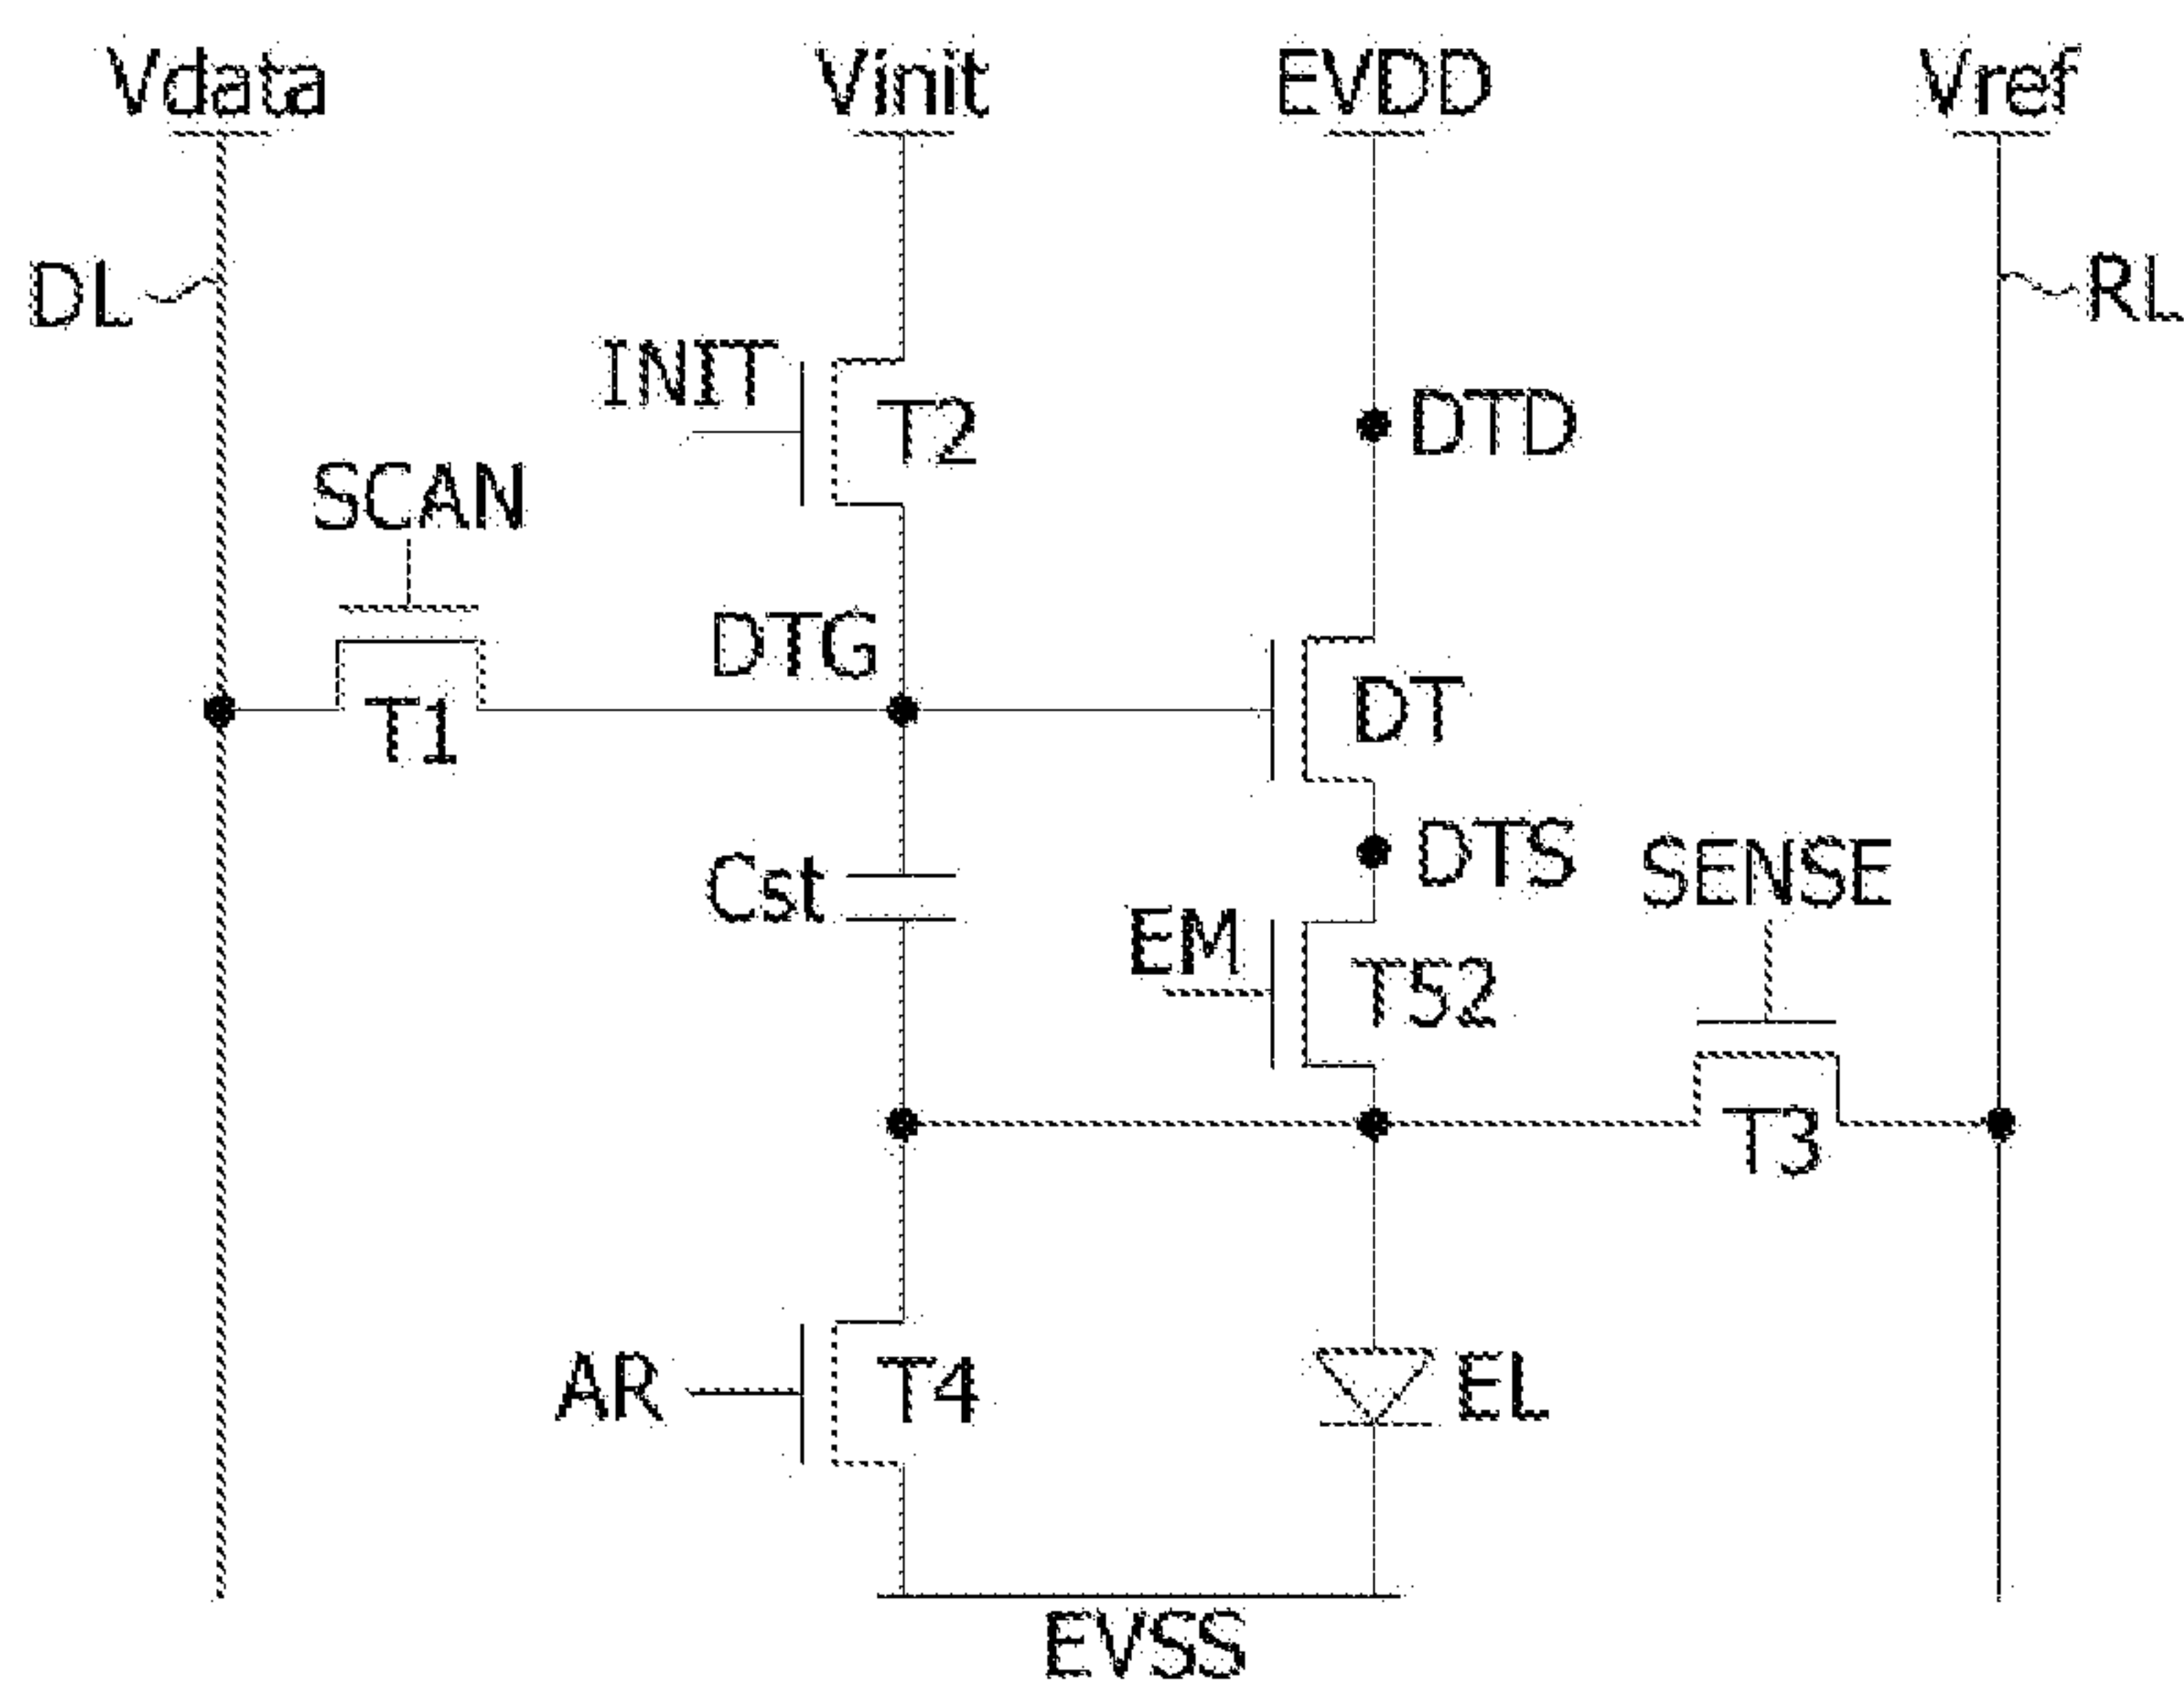 Vdata Vinit EVDD Vref
DL RL
INIT T2 DTD
SCAN
DTG
T1 DT
Cst DTS SENSE
EM T52
T3
AR T4 EL
EVSS